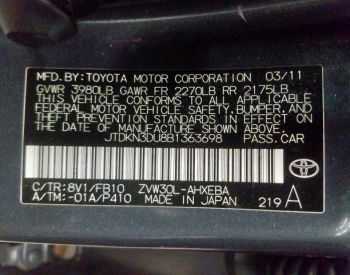 MFD.BY:TOYOTA MOTOR CORPORATION 03/11
GVWR 3980LB GAWR FR 2270LB RR 2175LB
THIS VEHICLE CONFORMS TO ALL APPLICABLE
FEDERAL MOTOR VEHICLE SAFETY, BUMPER, AND
THEFT PREVENTION STANDARDS IN EFFECT ON
THE DATE OF MANUFACTURE SHOWN ABOVE.
JTDKN3DU8B1363698 PASS.CAR
TOYOTA
C/TR:8V1/FB10 ZVW30L-AHXEBA
A/TM:-01A/P410 MADE IN JAPAN 219 A